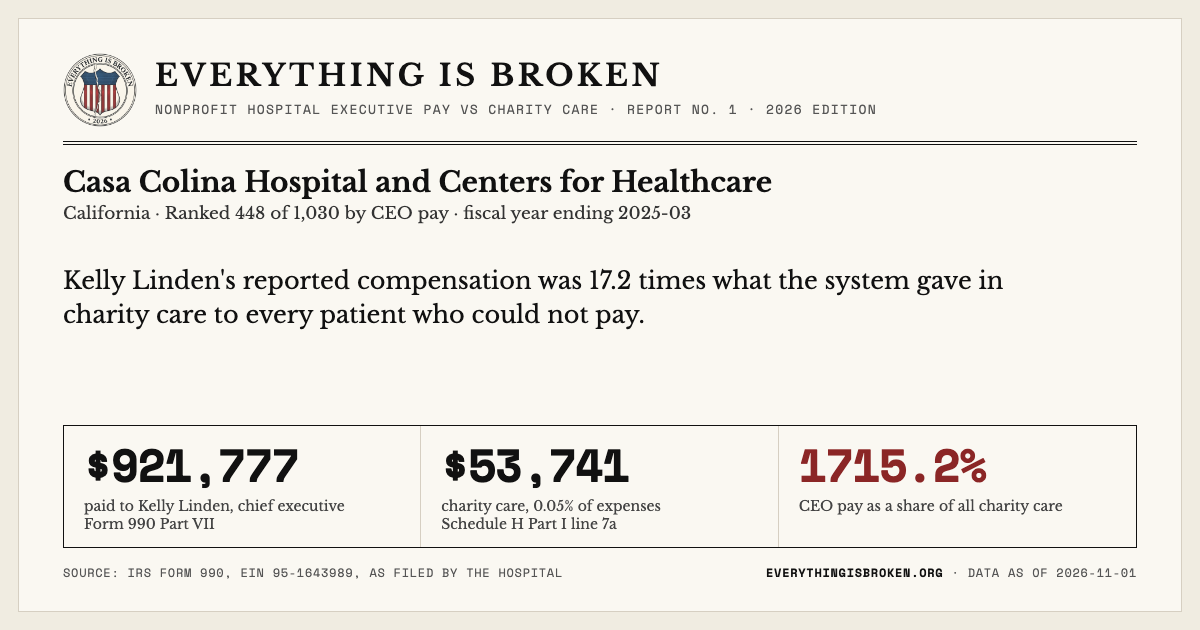 EVERYTHING IS BROKEN
2026
EVERYTHING IS BROKEN
NONPROFIT HOSPITAL EXECUTIVE PAY VS CHARITY CARE · REPORT NO. 1 · 2026 EDITION
Casa Colina Hospital and Centers for Healthcare
California · Ranked 448 of 1,030 by CEO pay · fiscal year ending 2025-03
Kelly Linden's reported compensation was 17.2 times what the system gave in
charity care to every patient who could not pay.
$921,777
paid to Kelly Linden, chief executive
Form 990 Part VII
$53,741
charity care, 0.05% of expenses
Schedule H Part I line 7a
1715.2%
CEO pay as a share of all charity care
SOURCE: IRS FORM 990, EIN 95-1643989, AS FILED BY THE HOSPITAL
EVERYTHINGISBROKEN.ORG · DATA AS OF 2026-11-01